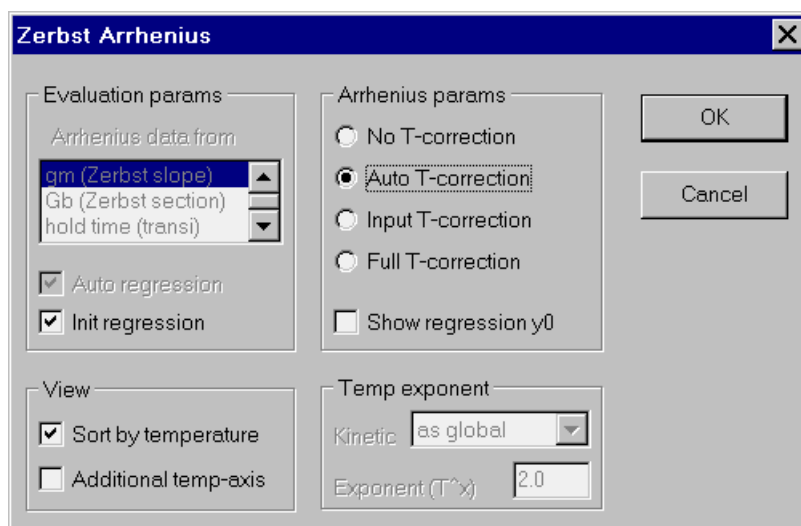 Zerbst Arrhenius
Evaluation params
Arrhenius data from
gm (Zerbst slope)
Gb (Zerbst section)
hold time (transi)
Auto regression
Init regression
Arrhenius params
No T-correction
Auto T-correction
Input T-correction
Full T-correction
Show regression y0
OK
Cancel
View
Sort by temperature
Additional temp-axis
Temp exponent
Kinetic as global
Exponent (T^x) 2.0